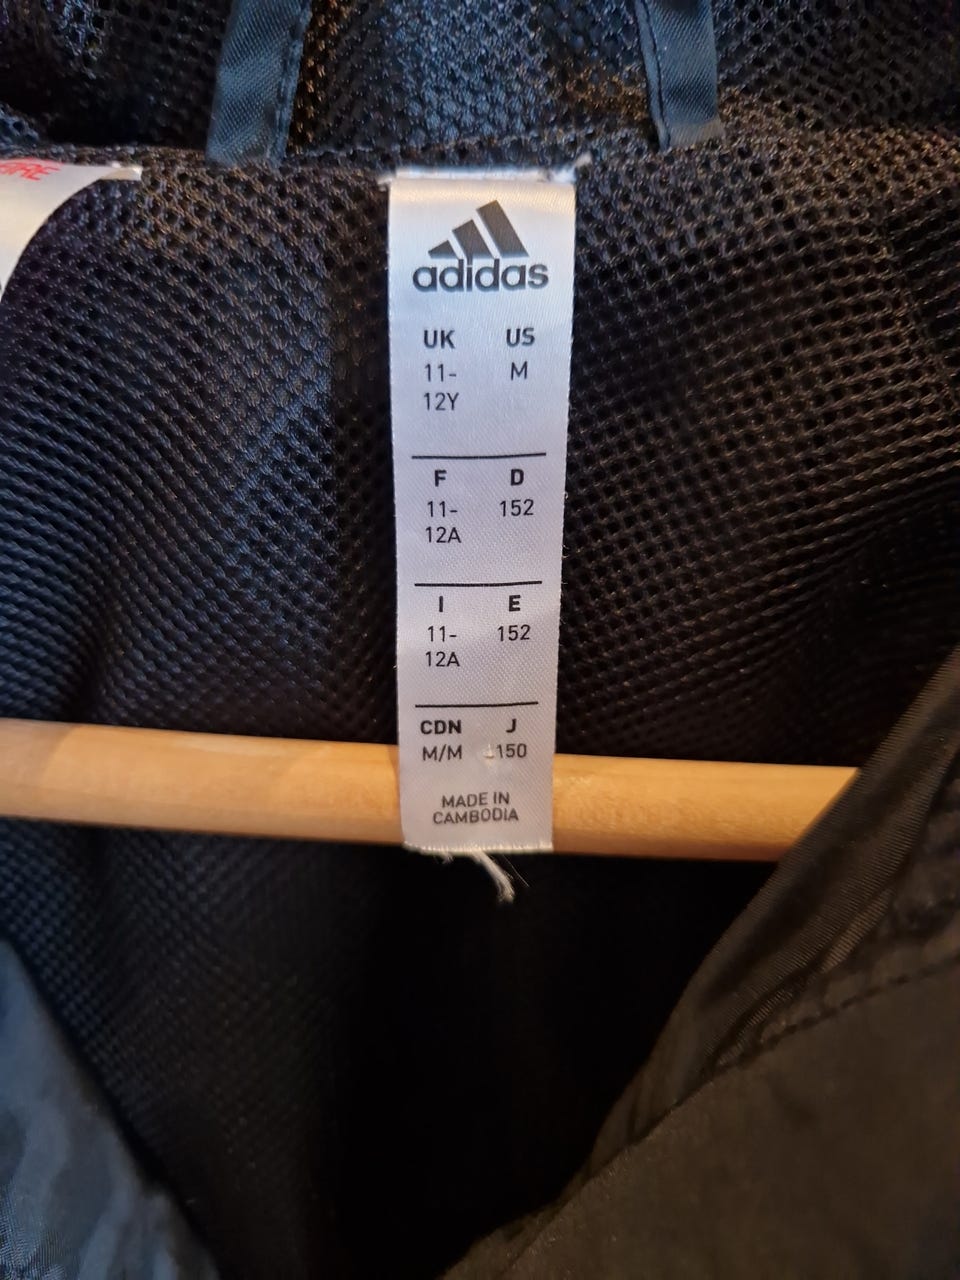 adidas
UK US
11- M
12Y
F D
11- 152
12A
I E
11- 152
12A
CDN J
M/M 150
MADE IN
CAMBODIA